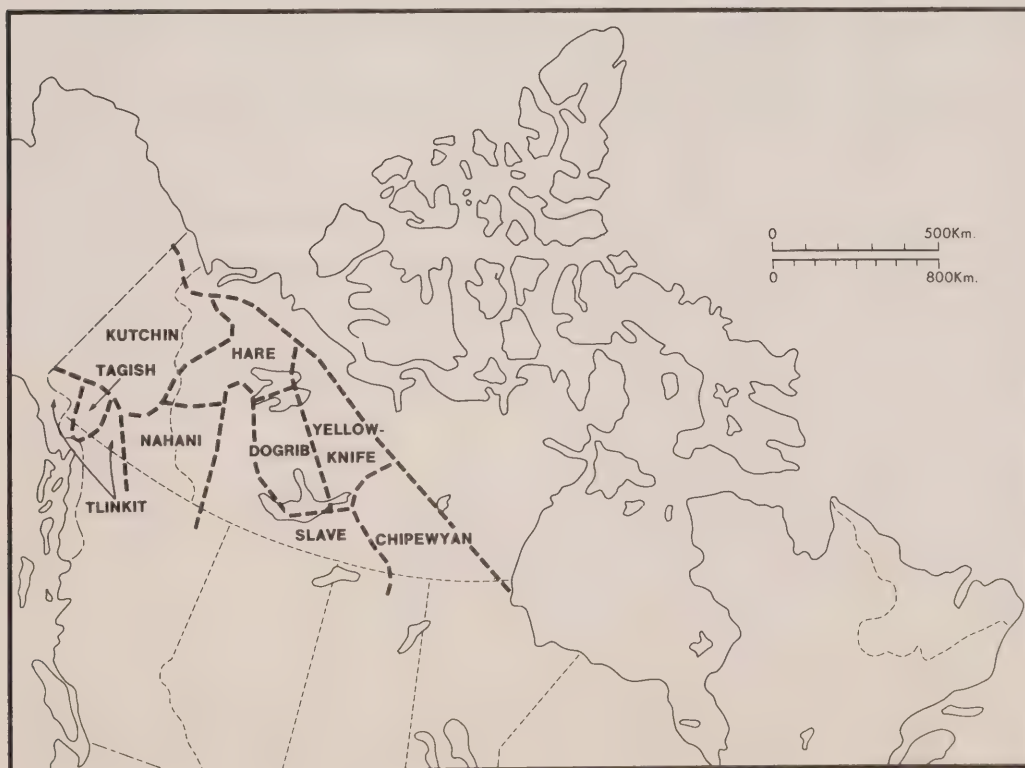 0 500Km.
0 800Km.
KUTCHIN
HARE
TAGISH
YELLOW-
KNIFE
NAHANI
DOGRIB
TLINKIT
SLAVE
CHIPEWYAN